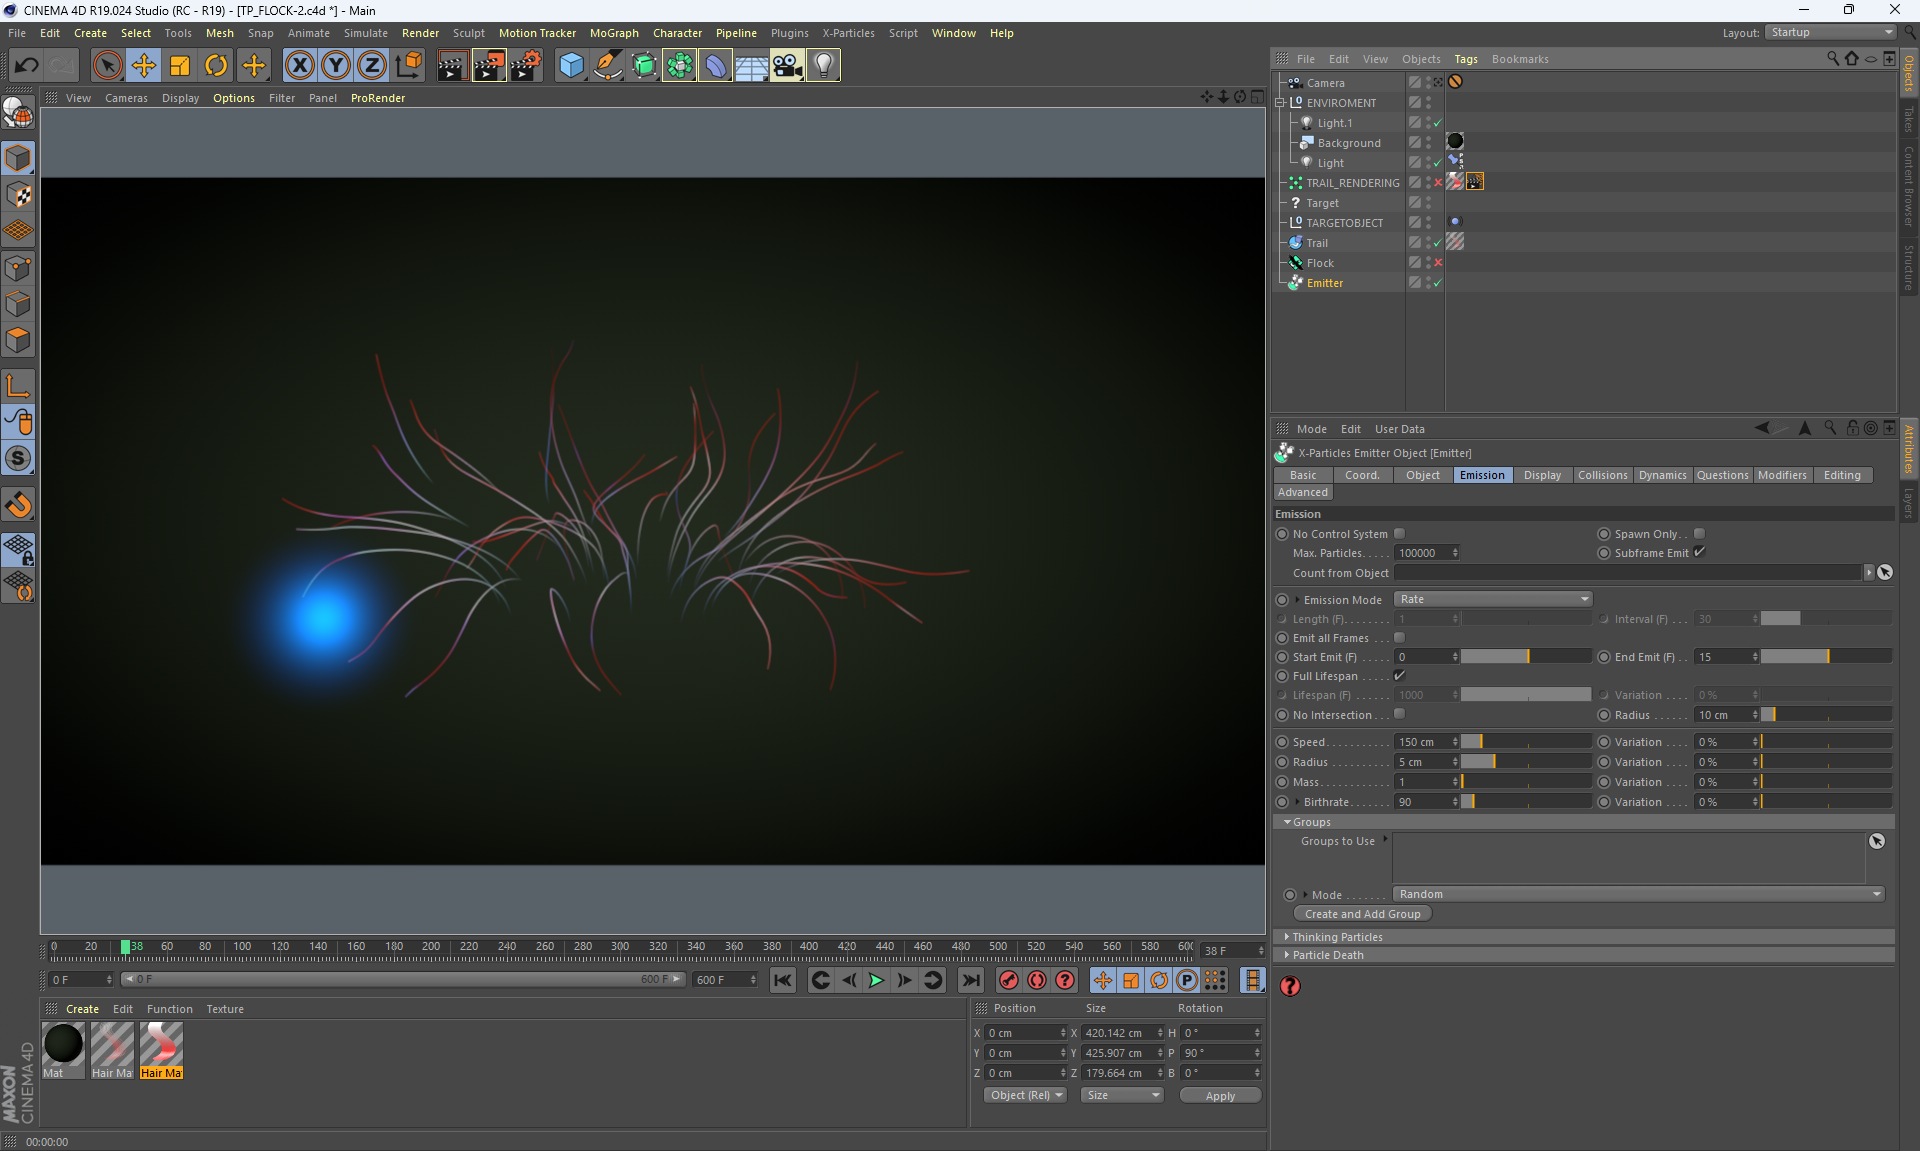 CINEMA 4D R19.024 Studio (RC - R19) - [TP_FLOCK-2.c4d *] - Main
File Edit Create Select Tools Mesh Snap Animate Simulate Render Sculpt Motion Tracker MoGraph Character Pipeline Plugins X-Particles Script Window Help
Layout: Startup
X Y Z
View Cameras Display Options Filter Panel ProRender
File Edit View Objects Tags Bookmarks
Camera
ENVIROMENT
Light.1
Background
Light
TRAIL_RENDERING
Target
TARGETOBJECT
Trail
Flock
Emitter
Objects
Takes
Content Browser
Structure
Mode Edit User Data
X-Particles Emitter Object [Emitter]
Basic Coord. Object Emission Display Collisions Dynamics Questions Modifiers Editing
Advanced
Emission
No Control System Spawn Only. .
Max. Particles. . . . . 100000 Subframe Emit
Count from Object
Emission Mode Rate
Length (F). . . . . . . . 1 Interval (F) . . . 30
Emit all Frames . . .
Start Emit (F) . . . . . 0 End Emit (F) . . 15
Full Lifespan . . . . .
Lifespan (F) . . . . . . 1000 Variation . . . . 0 %
No Intersection . . . Radius . . . . . . 10 cm
Speed. . . . . . . . . . . 150 cm Variation . . . . 0 %
Radius . . . . . . . . . . 5 cm Variation . . . . 0 %
Mass. . . . . . . . . . . . 1 Variation . . . . 0 %
Birthrate. . . . . . . 90 Variation . . . . 0 %
Groups
Groups to Use
Mode . . . . . . . Random
Create and Add Group
Thinking Particles
Particle Death
Attributes
Layers
0 20 38 60 80 100 120 140 160 180 200 220 240 260 280 300 320 340 360 380 400 420 440 460 480 500 520 540 560 580 600 38 F
0 F 0 F 600 F 600 F
Create Edit Function Texture
Mat Hair Ma Hair Ma
Position Size Rotation
X 0 cm X 420.142 cm H 0 °
Y 0 cm Y 425.907 cm P 90 °
Z 0 cm Z 179.664 cm B 0 °
Object (Rel) Size Apply
MAXON
CINEMA 4D
00:00:00